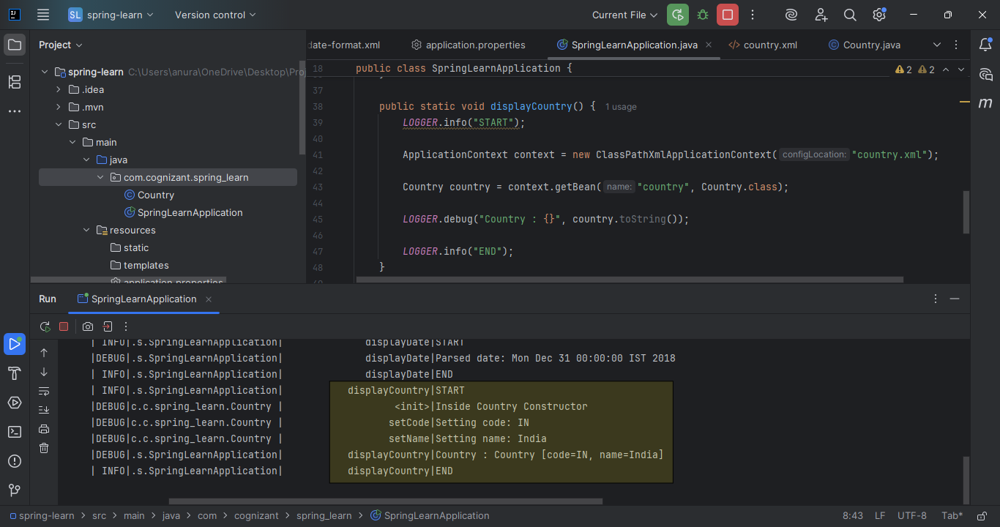 SL spring-learn Version control Current File
Project
date-format.xml application.properties SpringLearnApplication.java country.xml Country.java
spring-learn C:\Users\anura\OneDrive\Desktop\Proj
.idea
.mvn
src
main
java
com.cognizant.spring_learn
Country
SpringLearnApplication
resources
static
templates
application.properties
18 public class SpringLearnApplication { 2 2
37
38 public static void displayCountry() { 1 usage
39 LOGGER.info("START");
40
41 ApplicationContext context = new ClassPathXmlApplicationContext( configLocation: "country.xml");
42
43 Country country = context.getBean( name: "country", Country.class);
44
45 LOGGER.debug("Country : {}", country.toString());
46
47 LOGGER.info("END");
48 }
49
Run SpringLearnApplication
| INFO|.s.SpringLearnApplication| displayDate|START
|DEBUG|.s.SpringLearnApplication| displayDate|Parsed date: Mon Dec 31 00:00:00 IST 2018
| INFO|.s.SpringLearnApplication| displayDate|END
| INFO|.s.SpringLearnApplication| displayCountry|START
|DEBUG|c.c.spring_learn.Country | <init>|Inside Country Constructor
|DEBUG|c.c.spring_learn.Country | setCode|Setting code: IN
|DEBUG|c.c.spring_learn.Country | setName|Setting name: India
|DEBUG|.s.SpringLearnApplication| displayCountry|Country : Country [code=IN, name=India]
| INFO|.s.SpringLearnApplication| displayCountry|END
spring-learn > src > main > java > com > cognizant > spring_learn > SpringLearnApplication 8:43 LF UTF-8 Tab*